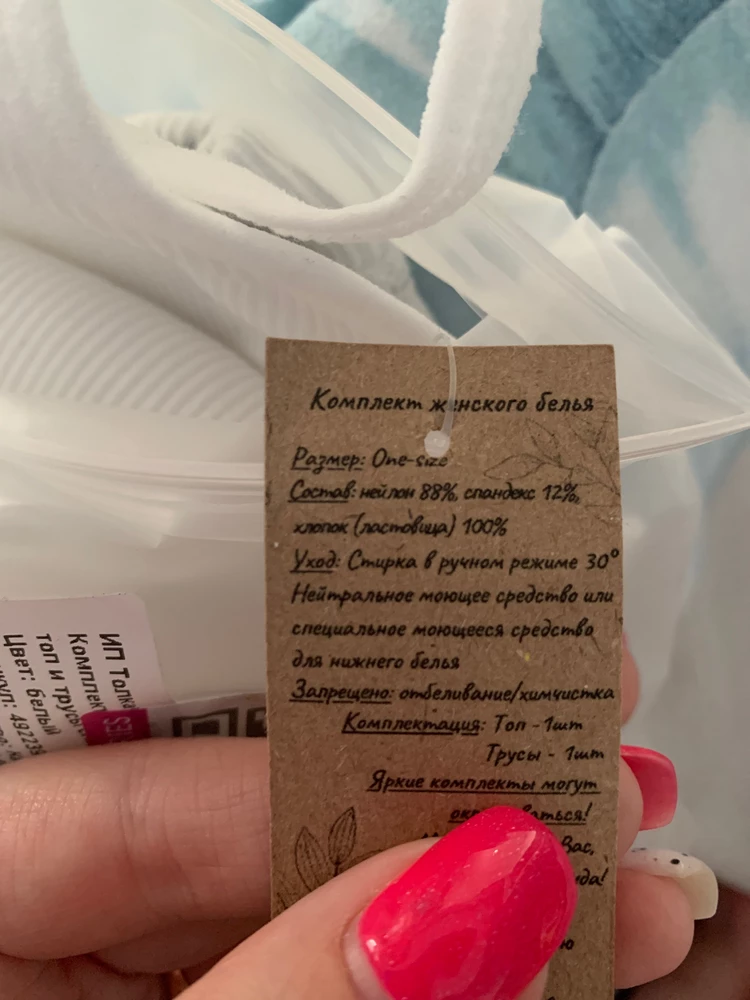 Комплект женского белья
Размер: One-size
Состав: нейлон 88%, спандекс 12%,
хлопок (ластовица) 100%
Уход: Стирка в ручном режиме 30°
Нейтральное моющее средство или
специальное моющееся средство
для нижнего белья
Запрещено: отбеливание/химчистка
Комплектация: Топ - 1шт
Трусы - 1шт
Яркие комплекты могут
Вас,
ИП
топ и трусы
Цвет: белый